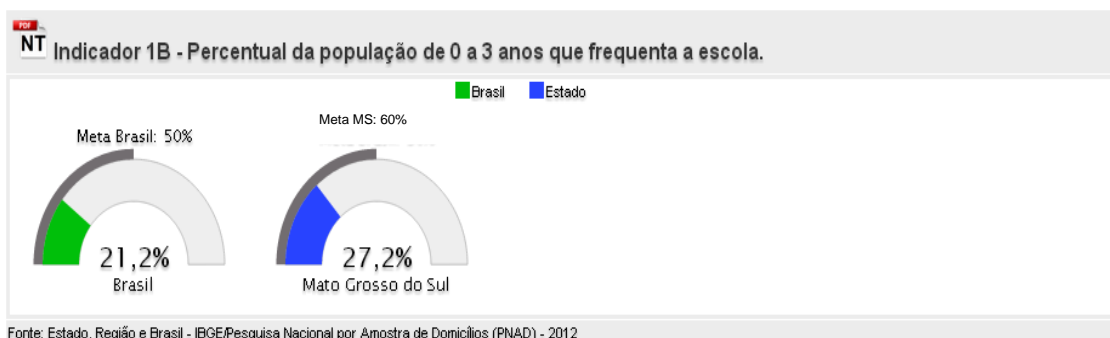 PDF
NT Indicador 1B - Percentual da população de 0 a 3 anos que frequenta a escola.
Brasil Estado
Meta Brasil: 50%
Meta MS: 60%
21,2%
Brasil
27,2%
Mato Grosso do Sul
Fonte: Estado, Região e Brasil - IBGE/Pesquisa Nacional por Amostra de Domicílios (PNAD) - 2012